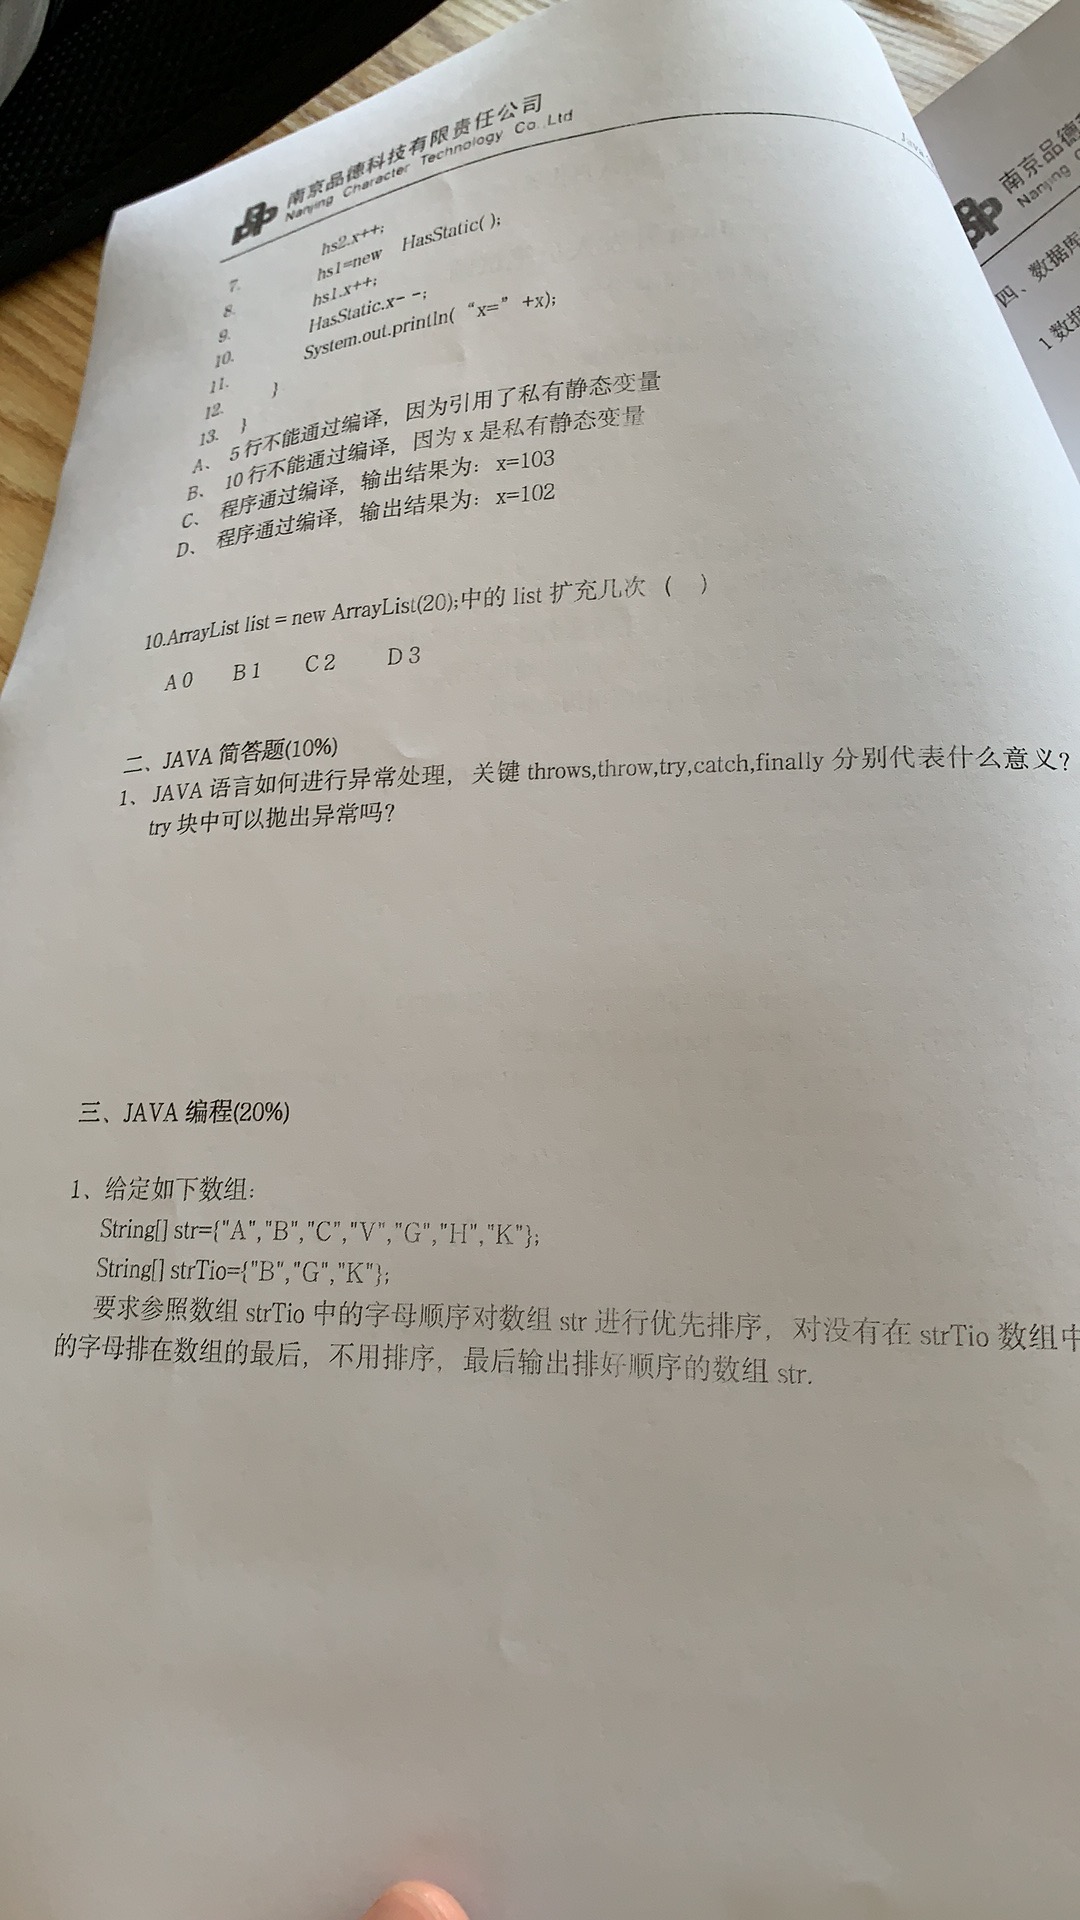 南京品德科技有限责任公司
Nanjing Character Technology Co.,Ltd
Java
7. hs2.x++;
8. hs1=new HasStatic( );
9. hs1.x++;
10. HasStatic.x- -;
11. System.out.println( “x=” +x);
12. }
13. }
A、 5 行不能通过编译，因为引用了私有静态变量
B、 10 行不能通过编译，因为 x 是私有静态变量
C、 程序通过编译，输出结果为：x=103
D、 程序通过编译，输出结果为：x=102
10.ArrayList list = new ArrayList(20);中的 list 扩充几次（ ）
A 0 B 1 C 2 D 3
二、JAVA 简答题(10%)
1、JAVA 语言如何进行异常处理，关键 throws,throw,try,catch,finally 分别代表什么意义？
try 块中可以抛出异常吗？
三、JAVA 编程(20%)
1、给定如下数组：
String[] str={"A","B","C","V","G","H","K"};
String[] strTio={"B","G","K"};
要求参照数组 strTio 中的字母顺序对数组 str 进行优先排序，对没有在 strTio 数组中
的字母排在数组的最后，不用排序，最后输出排好顺序的数组 str.
南京品德
Nanjing
四、数据库
1 数据